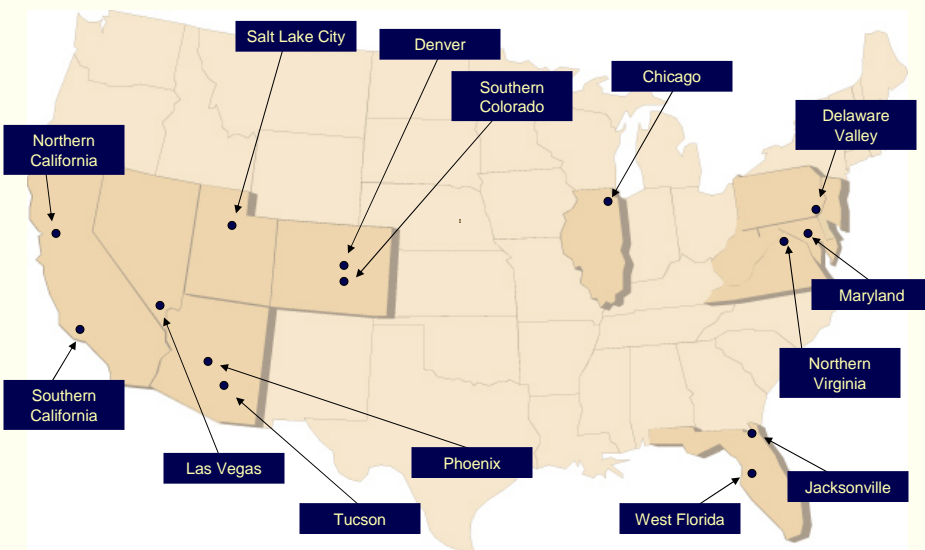 Salt Lake City
Denver
Southern
Colorado
Chicago
Delaware
Valley
Northern
California
Maryland
Northern
Virginia
Southern
California
Las Vegas
Phoenix
Tucson
West Florida
Jacksonville